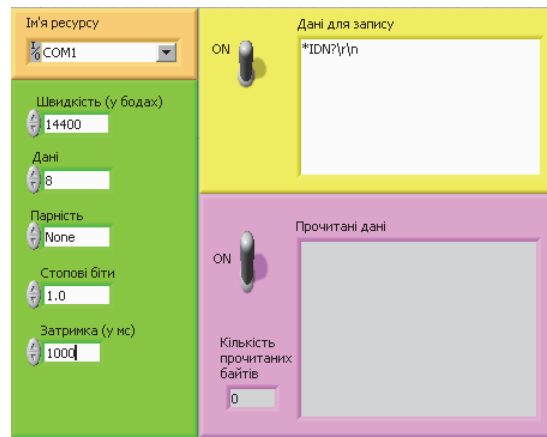 Ім'я ресурсу
COM1
Швидкість (у бодах)
14400
Дані
8
Парність
None
Стопові біти
1.0
Затримка (у мс)
1000
Дані для запису
ON
*IDN?\r\n
Прочитані дані
ON
Кількість
прочитаних
байтів
0